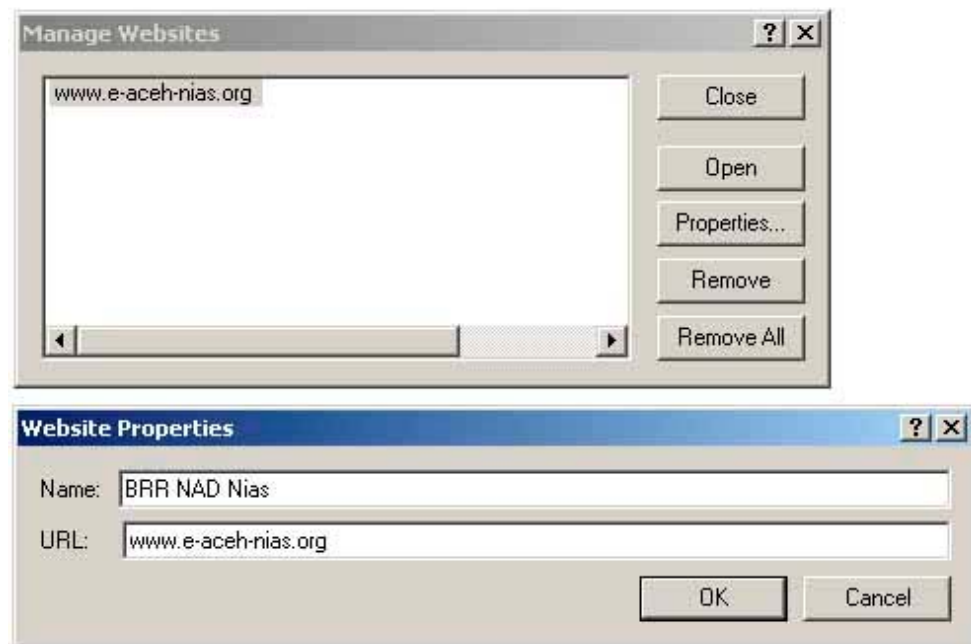 Manage Websites
www.e-aceh-nias.org
Close
Open
Properties...
Remove
Remove All
Website Properties
Name: BRR NAD Nias
URL: www.e-aceh-nias.org
OK Cancel